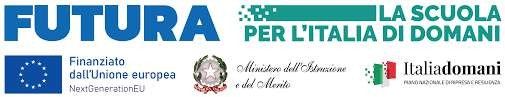 FUTURA
LA SCUOLA
PER L'ITALIA DI DOMANI
Finanziato
dall'Unione europea
NextGenerationEU
Ministero dell'Istruzione
e del Merito
Italiadomani
PIANO NAZIONALE DI RIPRESA E RESILIENZA